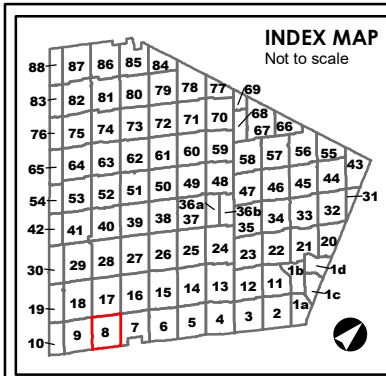 INDEX MAP
Not to scale
88 87 86 85 84
83 82 81 80 79 78 77 69
76 75 74 73 72 71 70 68 67 66
65 64 63 62 61 60 59 58 57 56 55 43
54 53 52 51 50 49 48 47 46 45 44 31
42 41 40 39 38 36a 37 36b 35 34 33 32
30 29 28 27 26 25 24 23 22 21 20
19 18 17 16 15 14 13 12 11 1b 1d
10 9 8 7 6 5 4 3 2 1a 1c